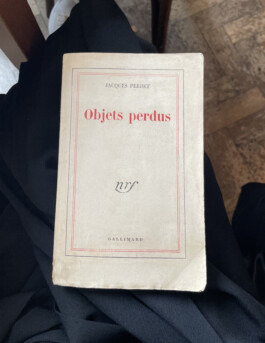 JACQUES PERRET
Objets perdus
nrf
GALLIMARD